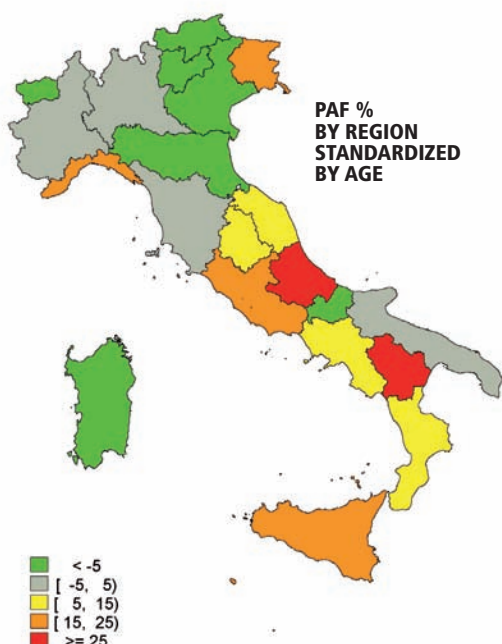 PAF %
BY REGION
STANDARDIZED
BY AGE
< -5
[ -5, 5)
[ 5, 15)
[ 15, 25)
>= 25